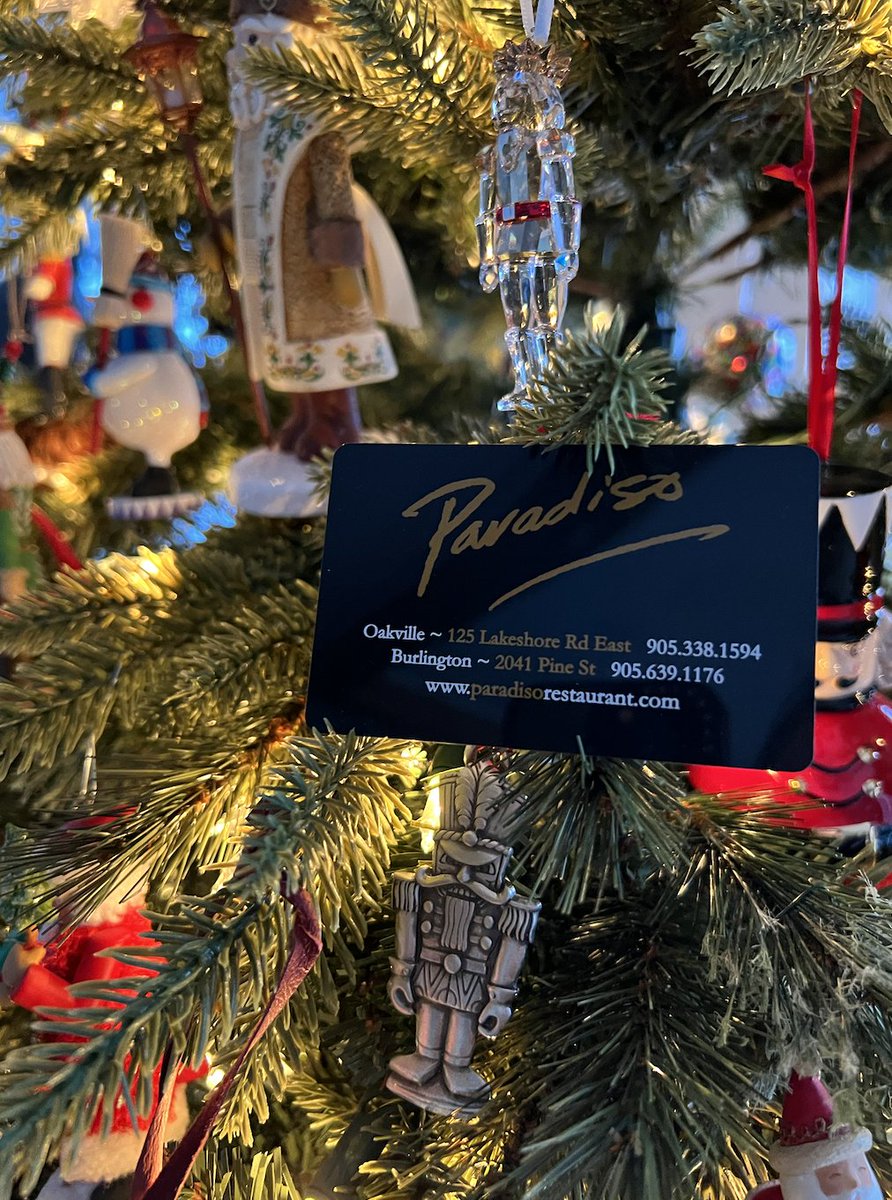 Paradiso
Oakville ~ 125 Lakeshore Rd East 905.338.1594
Burlington ~ 2041 Pine St 905.639.1176
www.paradisorestaurant.com